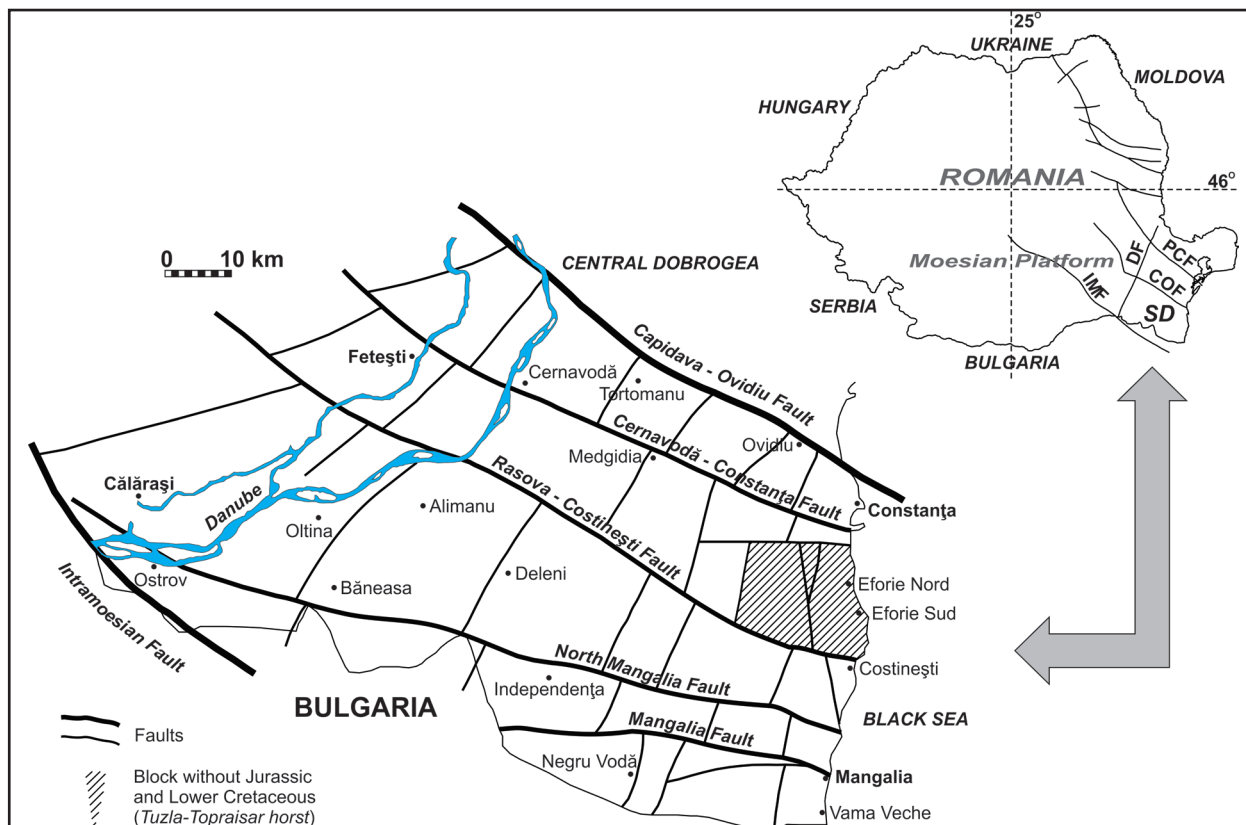 25°
UKRAINE
MOLDOVA
HUNGARY
ROMANIA
46°
Moesian Platform
DF
PCF
COF
IMF
SD
SERBIA
BULGARIA
0 10 km
CENTRAL DOBROGEA
Capidava - Ovidiu Fault
Feteşti
Cernavodă
Tortomanu
Cernavodă - Constanţa Fault
Ovidiu
Medgidia
Rasova - Costineşti Fault
Constanţa
Călăraşi
Danube
Oltina
Alimanu
Ostrov
Băneasa
Deleni
Eforie Nord
Eforie Sud
Intramoesian Fault
Costineşti
North Mangalia Fault
Independenţa
BULGARIA
BLACK SEA
Mangalia Fault
Faults
Negru Vodă
Mangalia
Block without Jurassic
and Lower Cretaceous
(Tuzla-Topraisar horst)
Vama Veche